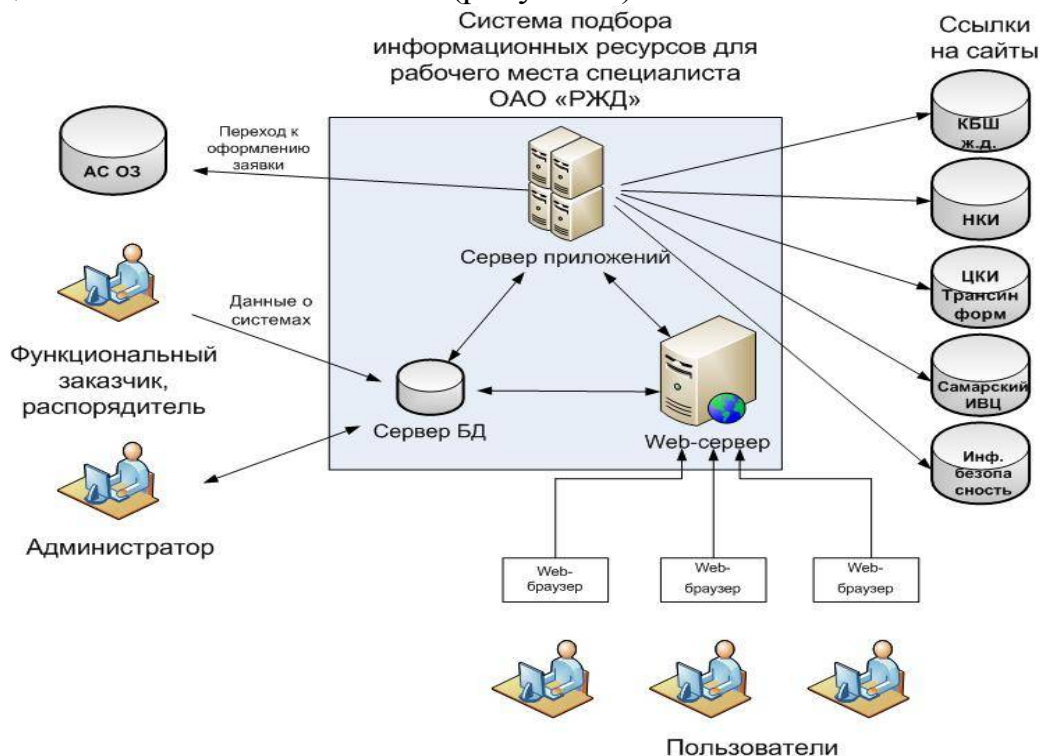 Система подбора
информационных ресурсов для
рабочего места специалиста
ОАО «РЖД»
Ссылки
на сайты
Переход к
оформлению
заявки
АС ОЗ
КБШ
ж.д.
НКИ
ЦКИ
Трансин
форм
Самарский
ИВЦ
Инф.
безопа
сность
Сервер приложений
Данные о
системах
Функциональный
заказчик,
распорядитель
Сервер БД
Web-сервер
Администратор
Web-
браузер
Web-
браузер
Web-
браузер
Пользователи